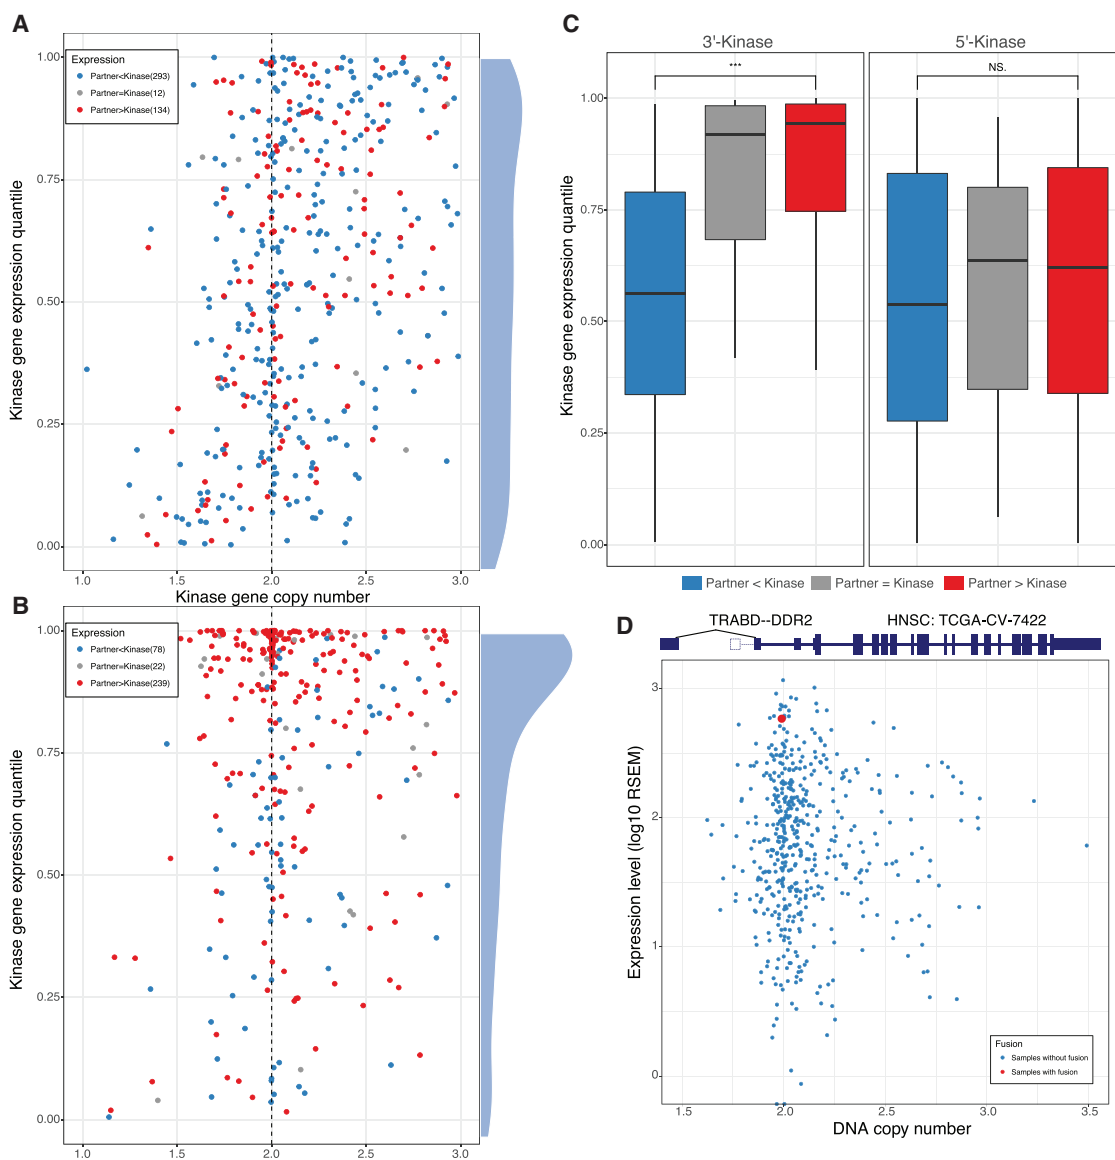 A
Kinase gene expression quantile
1.00
0.75
0.50
0.25
0.00
Expression
Partner<Kinase(293)
Partner=Kinase(12)
Partner>Kinase(134)
1.0 1.5 2.0 2.5 3.0
Kinase gene copy number
B
Kinase gene expression quantile
1.00
0.75
0.50
0.25
0.00
Expression
Partner<Kinase(78)
Partner=Kinase(22)
Partner>Kinase(239)
1.0 1.5 2.0 2.5 3.0
C
3'-Kinase 5'-Kinase
*** NS.
Kinase gene expression quantile
1.00
0.75
0.50
0.25
0.00
Partner < Kinase Partner = Kinase Partner > Kinase
D
TRABD--DDR2 HNSC: TCGA-CV-7422
Expression level (log10 RSEM)
3
2
1
0
Fusion
Samples without fusion
Samples with fusion
1.5 2.0 2.5 3.0 3.5
DNA copy number